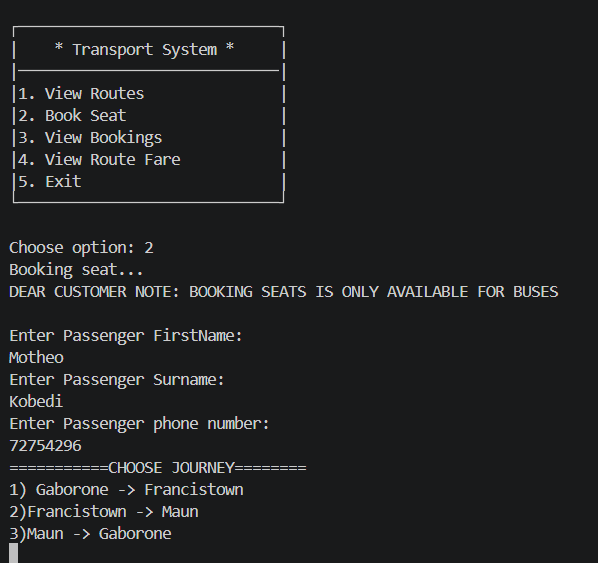 * Transport System *
1. View Routes
2. Book Seat
3. View Bookings
4. View Route Fare
5. Exit
Choose option: 2
Booking seat...
DEAR CUSTOMER NOTE: BOOKING SEATS IS ONLY AVAILABLE FOR BUSES
Enter Passenger FirstName:
Motheo
Enter Passenger Surname:
Kobedi
Enter Passenger phone number:
72754296
===========CHOOSE JOURNEY========
1) Gaborone -> Francistown
2)Francistown -> Maun
3)Maun -> Gaborone